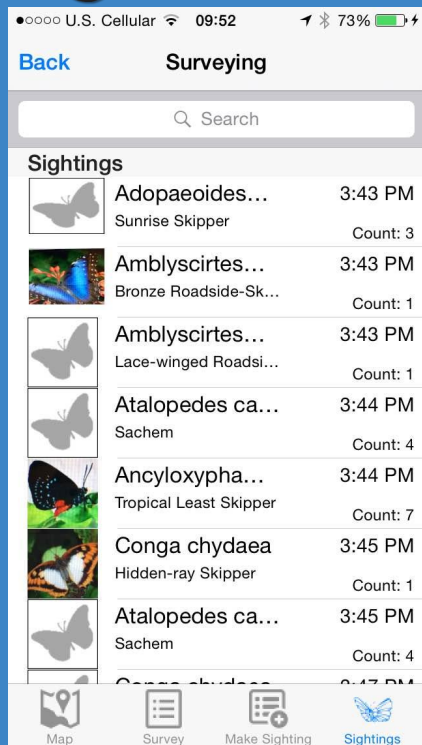 ●○○○○ U.S. Cellular 09:52 73%
Back Surveying
Search
Sightings
Adopaeoides... 3:43 PM
Sunrise Skipper
Count: 3
Amblyscirtes... 3:43 PM
Bronze Roadside-Sk...
Count: 1
Amblyscirtes... 3:43 PM
Lace-winged Roadsi...
Count: 1
Atalopedes ca... 3:44 PM
Sachem
Count: 4
Ancyloxypha... 3:44 PM
Tropical Least Skipper
Count: 7
Conga chydaea 3:45 PM
Hidden-ray Skipper
Count: 1
Atalopedes ca... 3:45 PM
Sachem
Count: 4
Map Survey Make Sighting Sightings